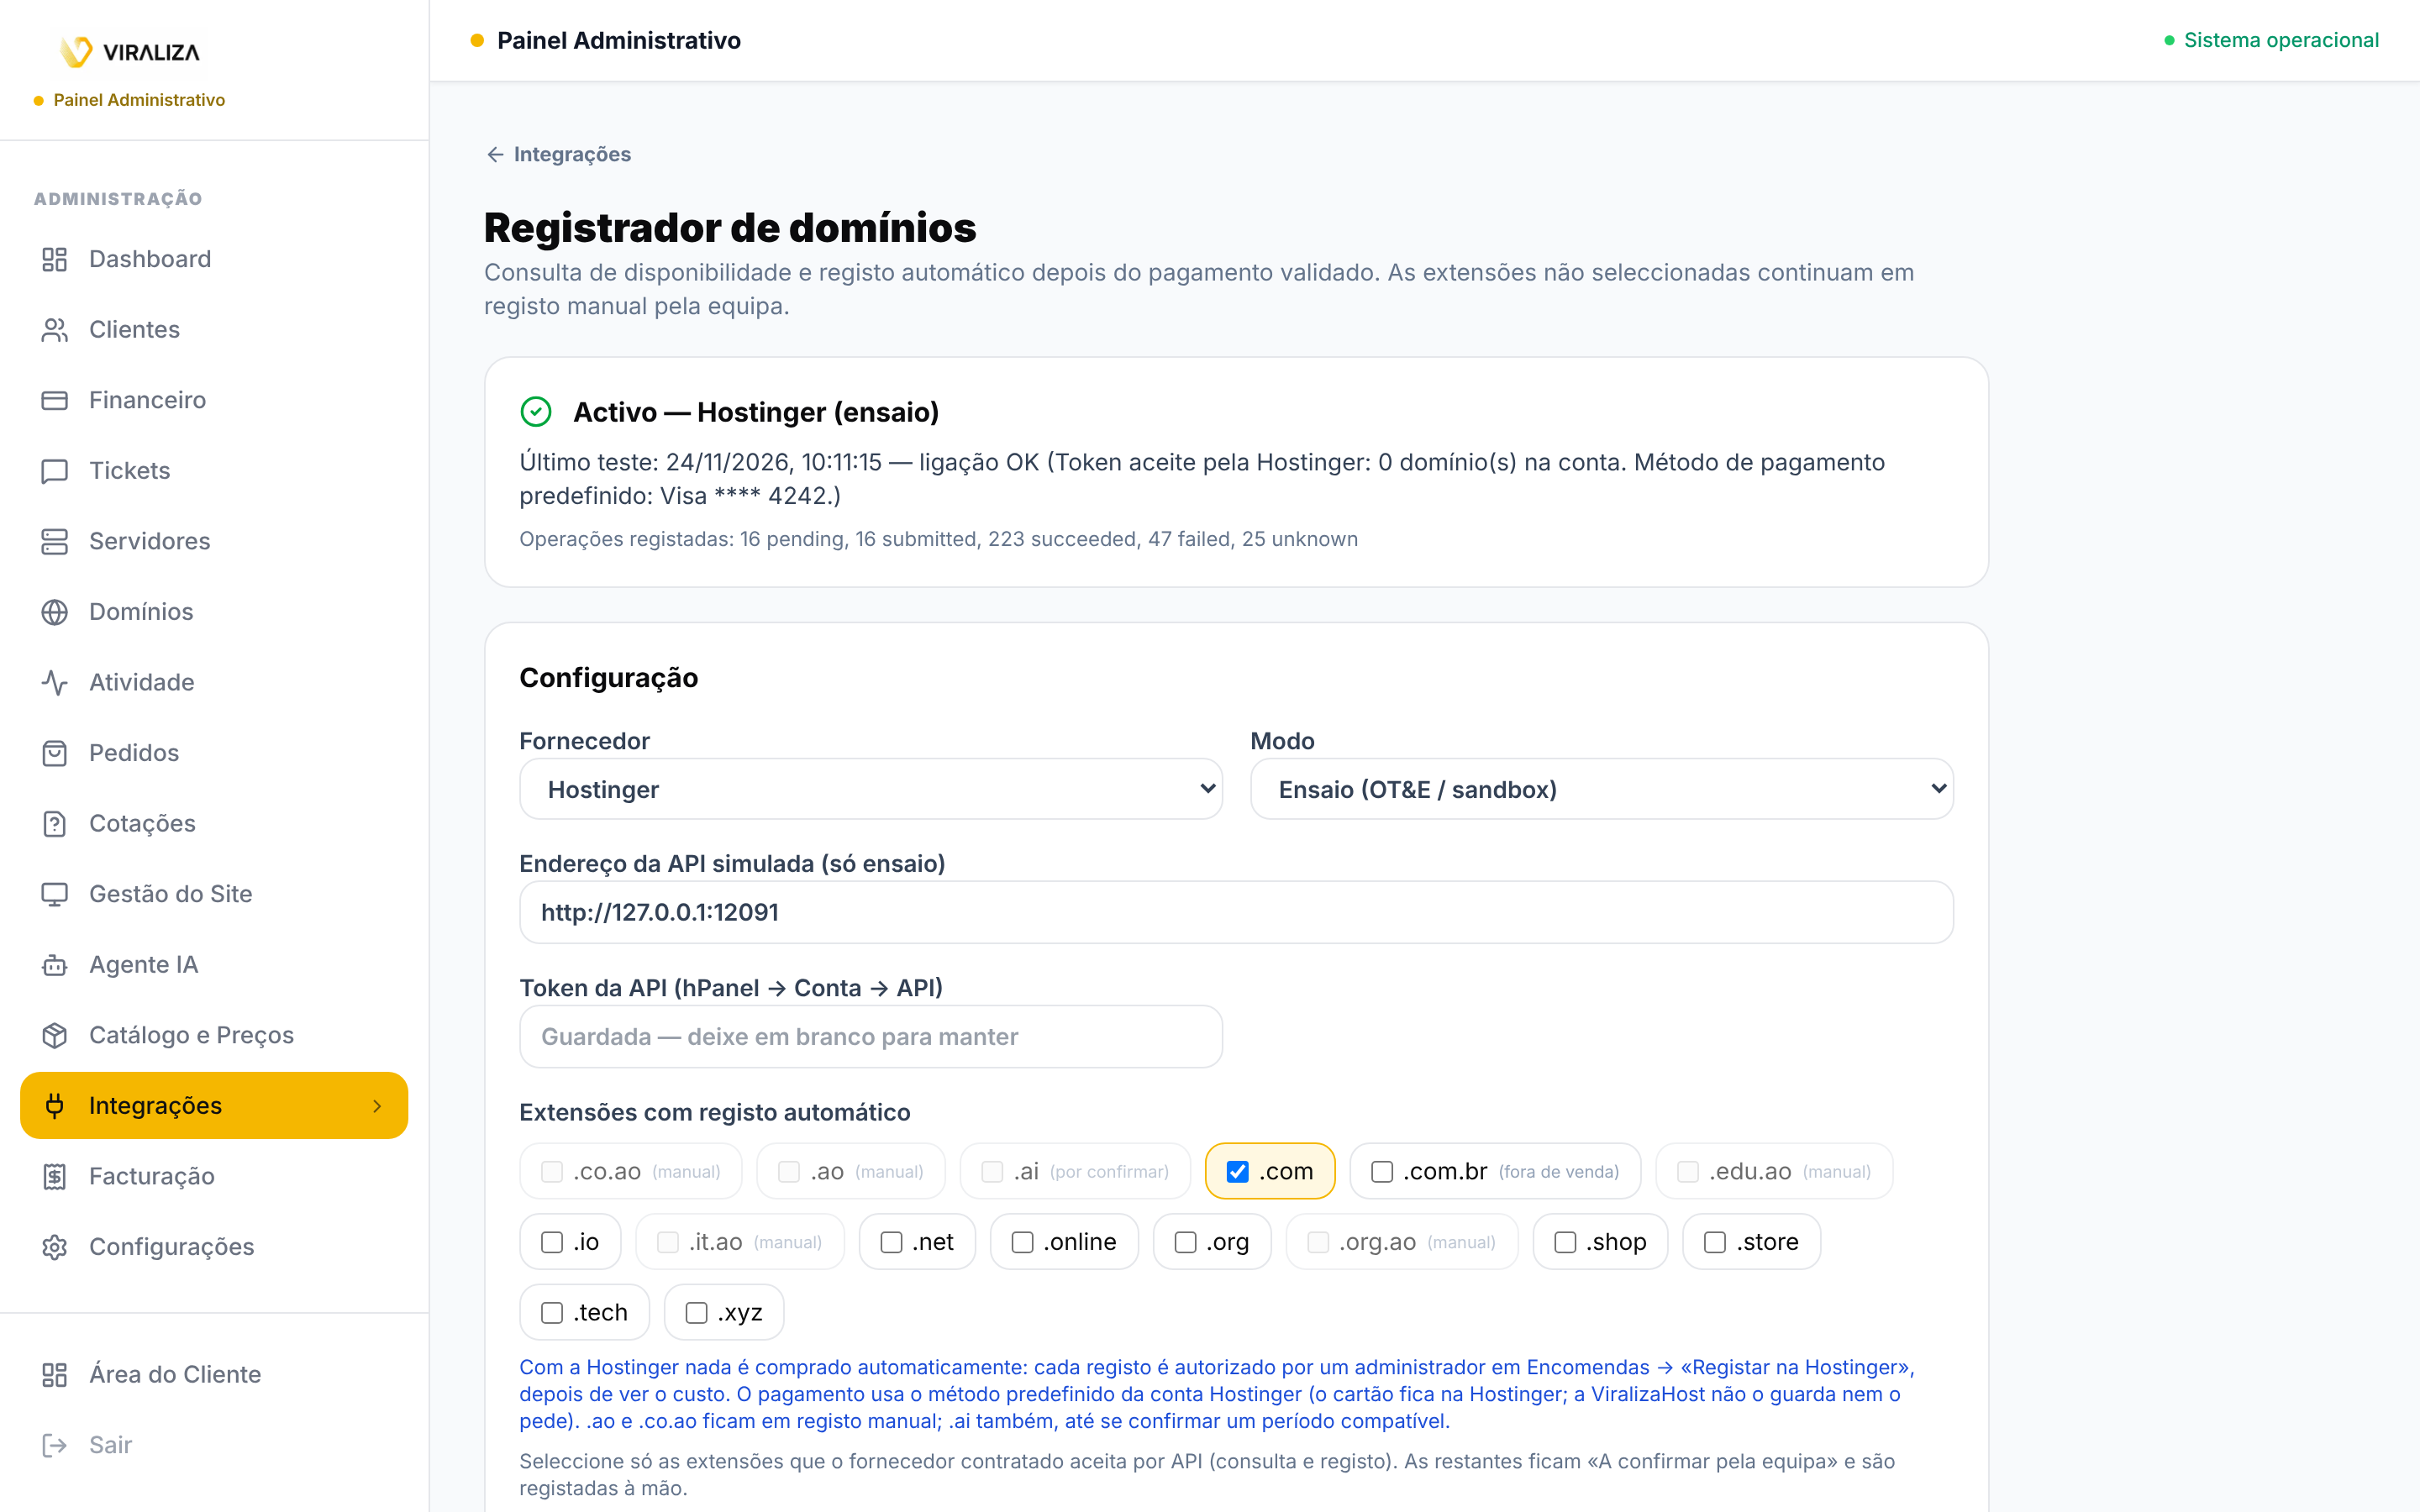 VIRALIZA
Painel Administrativo
ADMINISTRAÇÃO
Dashboard
Clientes
Financeiro
Tickets
Servidores
Domínios
Atividade
Pedidos
Cotações
Gestão do Site
Agente IA
Catálogo e Preços
Integrações
Facturação
Configurações
Área do Cliente
Sair
Painel Administrativo
Sistema operacional
Integrações
Registrador de domínios
Consulta de disponibilidade e registo automático depois do pagamento validado. As extensões não seleccionadas continuam em
registo manual pela equipa.
Activo — Hostinger (ensaio)
Último teste: 24/11/2026, 10:11:15 — ligação OK (Token aceite pela Hostinger: 0 domínio(s) na conta. Método de pagamento
predefinido: Visa **** 4242.)
Operações registadas: 16 pending, 16 submitted, 223 succeeded, 47 failed, 25 unknown
Configuração
Fornecedor
Hostinger
Modo
Ensaio (OT&E / sandbox)
Endereço da API simulada (só ensaio)
http://127.0.0.1:12091
Token da API (hPanel → Conta → API)
Guardada — deixe em branco para manter
Extensões com registo automático
.co.ao (manual) .ao (manual) .ai (por confirmar) .com .com.br (fora de venda) .edu.ao (manual)
.io .it.ao (manual) .net .online .org .org.ao (manual) .shop .store
.tech .xyz
Com a Hostinger nada é comprado automaticamente: cada registo é autorizado por um administrador em Encomendas → «Registar na Hostinger»,
depois de ver o custo. O pagamento usa o método predefinido da conta Hostinger (o cartão fica na Hostinger; a ViralizaHost não o guarda nem o
pede). .ao e .co.ao ficam em registo manual; .ai também, até se confirmar um período compatível.
Seleccione só as extensões que o fornecedor contratado aceita por API (consulta e registo). As restantes ficam «A confirmar pela equipa» e são
registadas à mão.